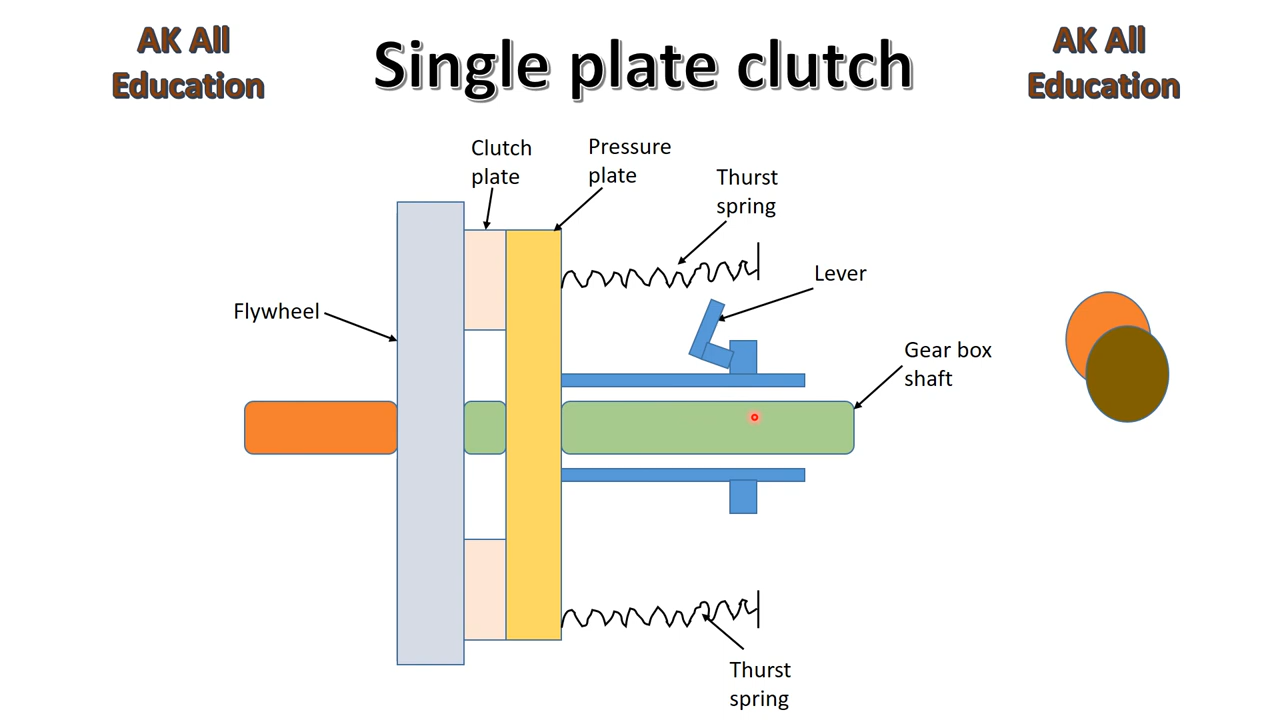 AK All
Education
Single plate clutch
AK All
Education
Clutch
plate
Pressure
plate
Thurst
spring
Lever
Flywheel
Gear box
shaft
Thurst
spring